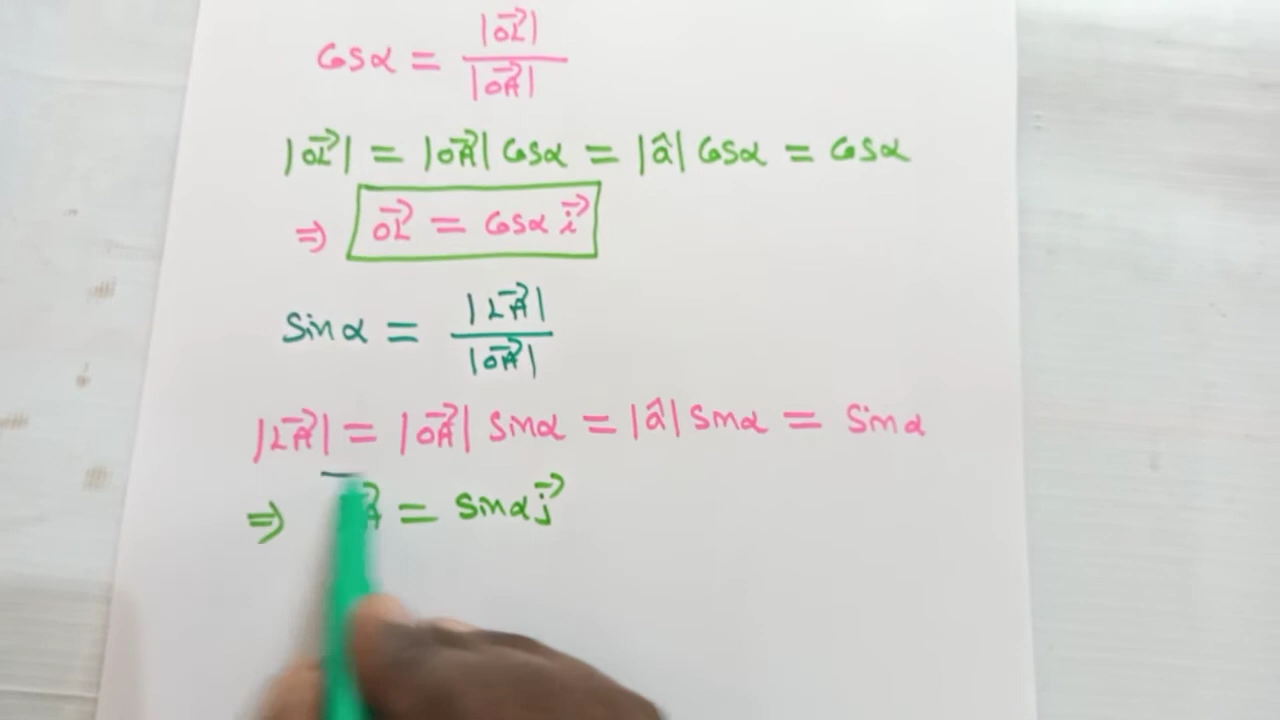 Cosα = |OL→| / |OA→|
|OL→| = |OA→| Cosα = |â| Cosα = Cosα
⇒ OL→ = Cosα i→
Sinα = |LA→| / |OA→|
|LA→| = |OA→| Sinα = |â| Sinα = Sinα
⇒ A→ = Sinα j→